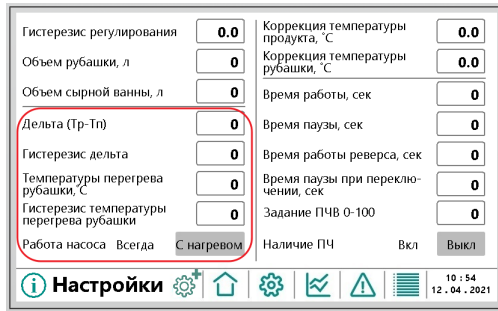 Гистерезис регулирования 0.0
Объем рубашки, л 0
Объем сырной ванны, л 0
Дельта (Тр-Тп) 0
Гистерезис дельта 0
Температуры перегрева
рубашки,°С 0
Гистерезис температуры
перегрева рубашки 0
Работа насоса Всегда С нагревом
Коррекция температуры
продукта, °С 0.0
Коррекция температуры
рубашки, °С 0.0
Время работы, сек 0
Время паузы, сек 0
Время работы реверса, сек 0
Время паузы при переклю-
чении, сек 0
Задание ПЧВ 0-100 0
Наличие ПЧ Вкл Выкл
Настройки
10 : 54
12 . 04 . 2021